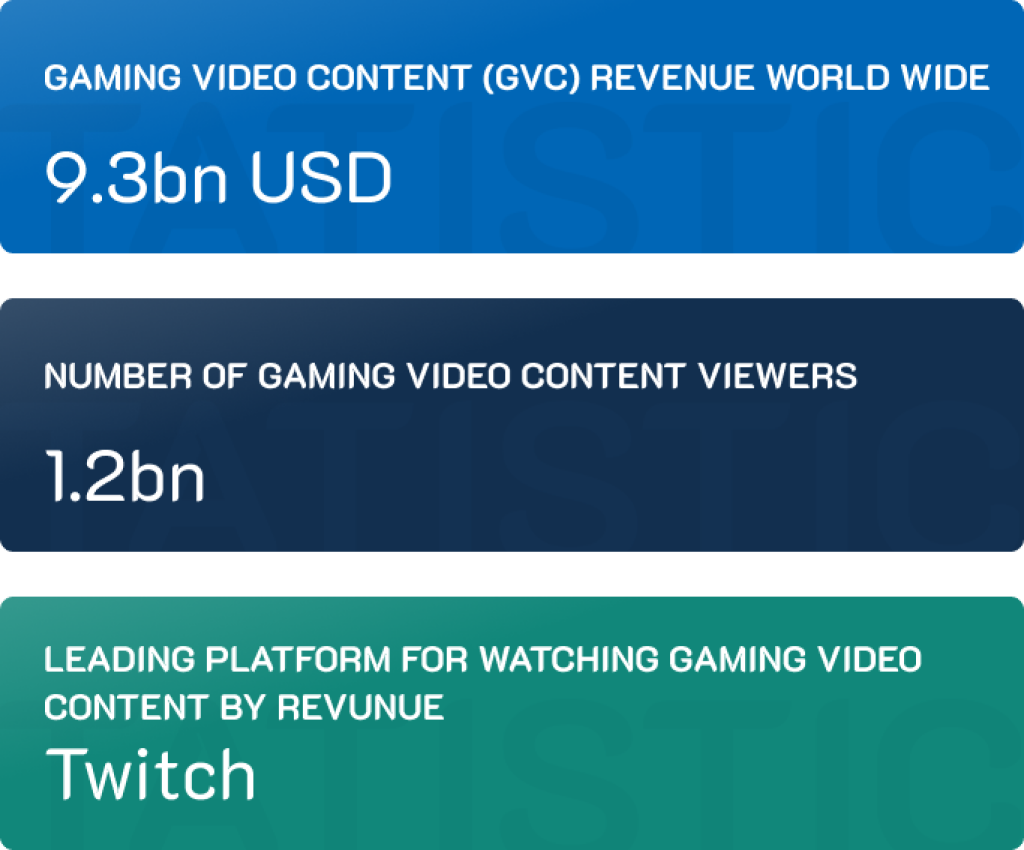 GAMING VIDEO CONTENT (GVC) REVENUE WORLD WIDE
9.3bn USD
NUMBER OF GAMING VIDEO CONTENT VIEWERS
1.2bn
LEADING PLATFORM FOR WATCHING GAMING VIDEO
CONTENT BY REVUNUE
Twitch